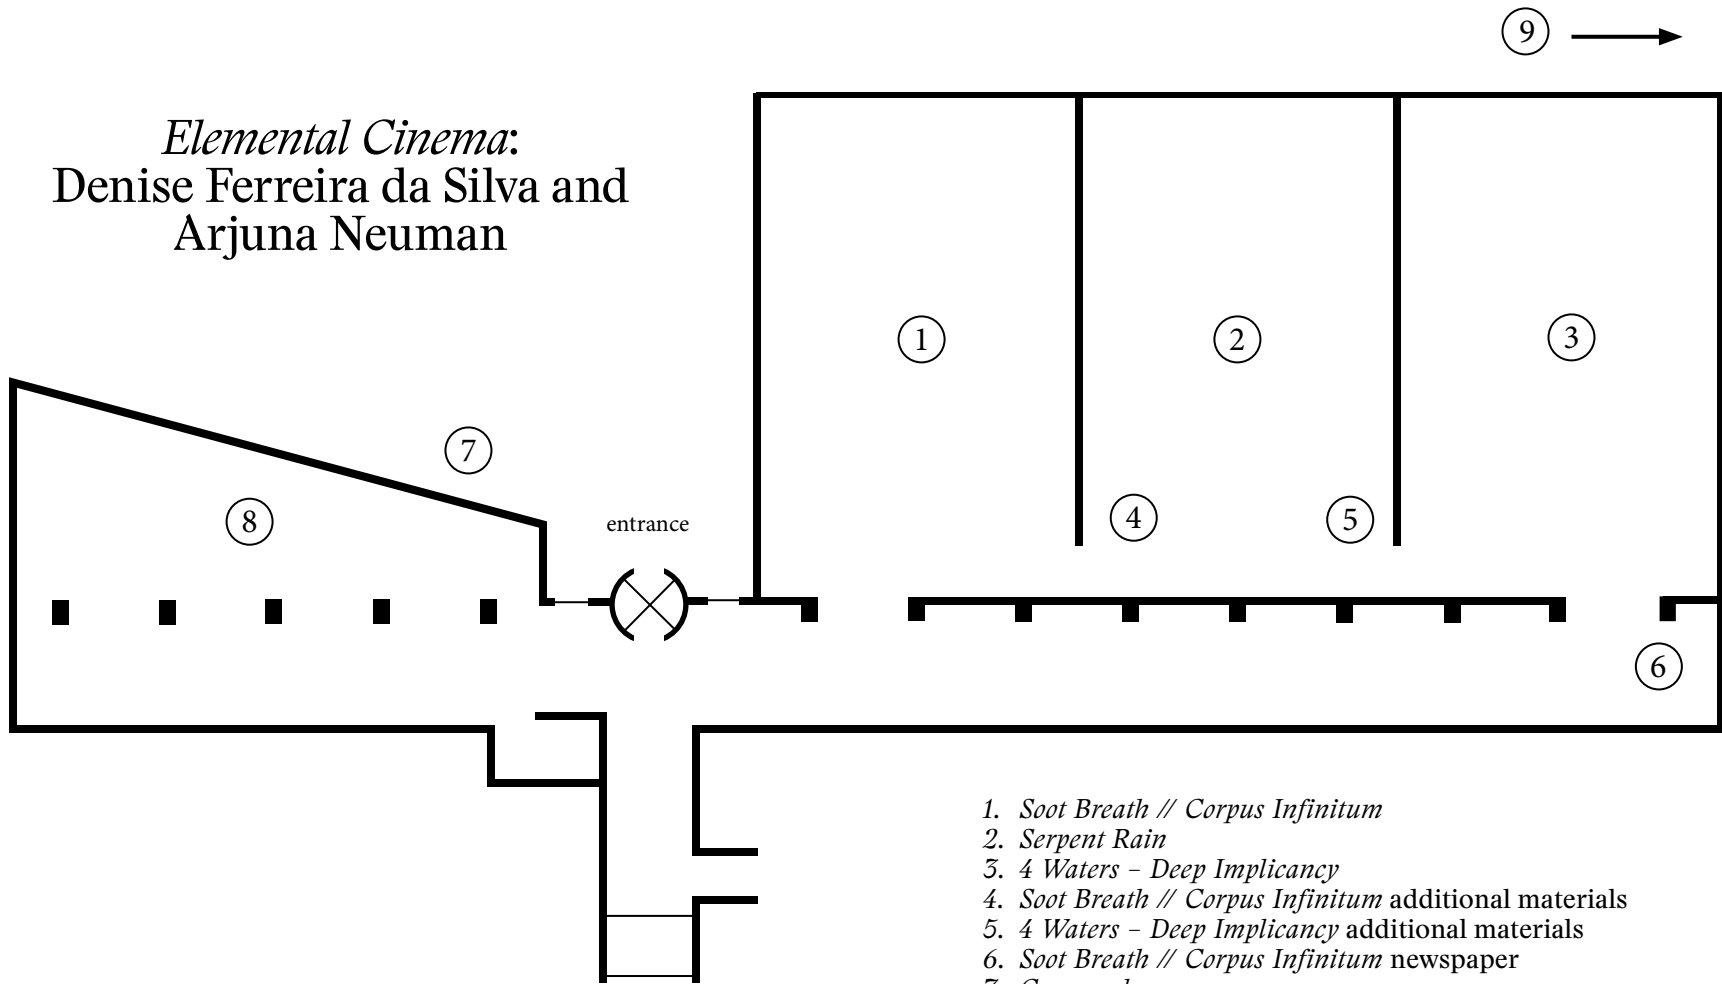 9
Elemental Cinema:
Denise Ferreira da Silva and
Arjuna Neuman
1
2
3
7
8
entrance
4
5
6
1. Soot Breath // Corpus Infinitum
2. Serpent Rain
3. 4 Waters – Deep Implicancy
4. Soot Breath // Corpus Infinitum additional materials
5. 4 Waters – Deep Implicancy additional materials
6. Soot Breath // Corpus Infinitum newspaper
7.